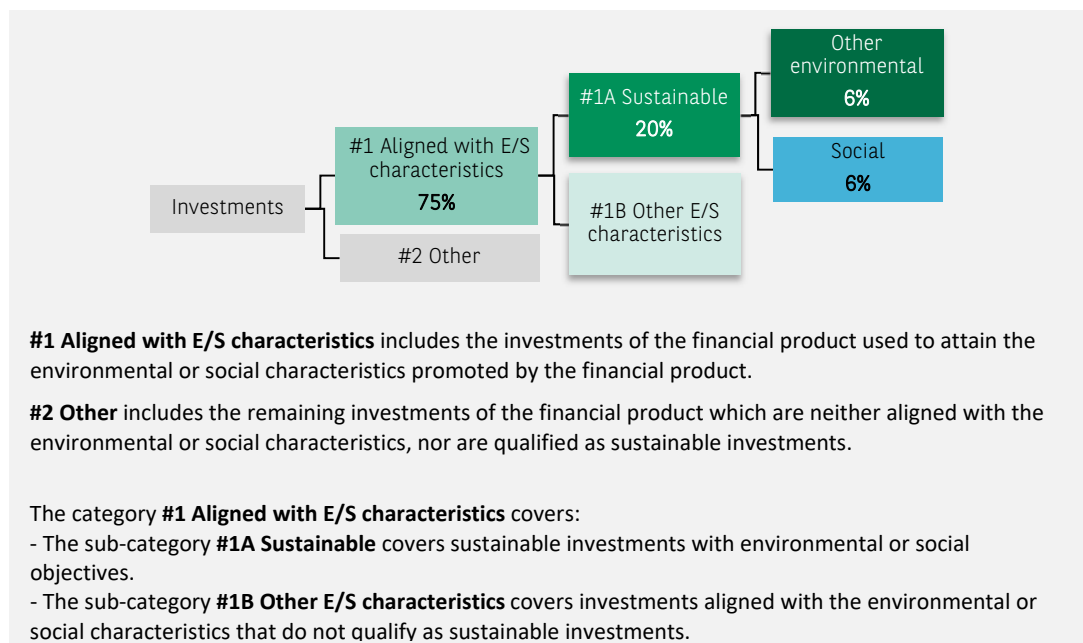 Other
environmental
6%
#1A Sustainable
20%
#1 Aligned with E/S
characteristics
75%
Social
6%
Investments
#1B Other E/S
characteristics
#2 Other
#1 Aligned with E/S characteristics includes the investments of the financial product used to attain the
environmental or social characteristics promoted by the financial product.
#2 Other includes the remaining investments of the financial product which are neither aligned with the
environmental or social characteristics, nor are qualified as sustainable investments.
The category #1 Aligned with E/S characteristics covers:
- The sub-category #1A Sustainable covers sustainable investments with environmental or social
objectives.
- The sub-category #1B Other E/S characteristics covers investments aligned with the environmental or
social characteristics that do not qualify as sustainable investments.